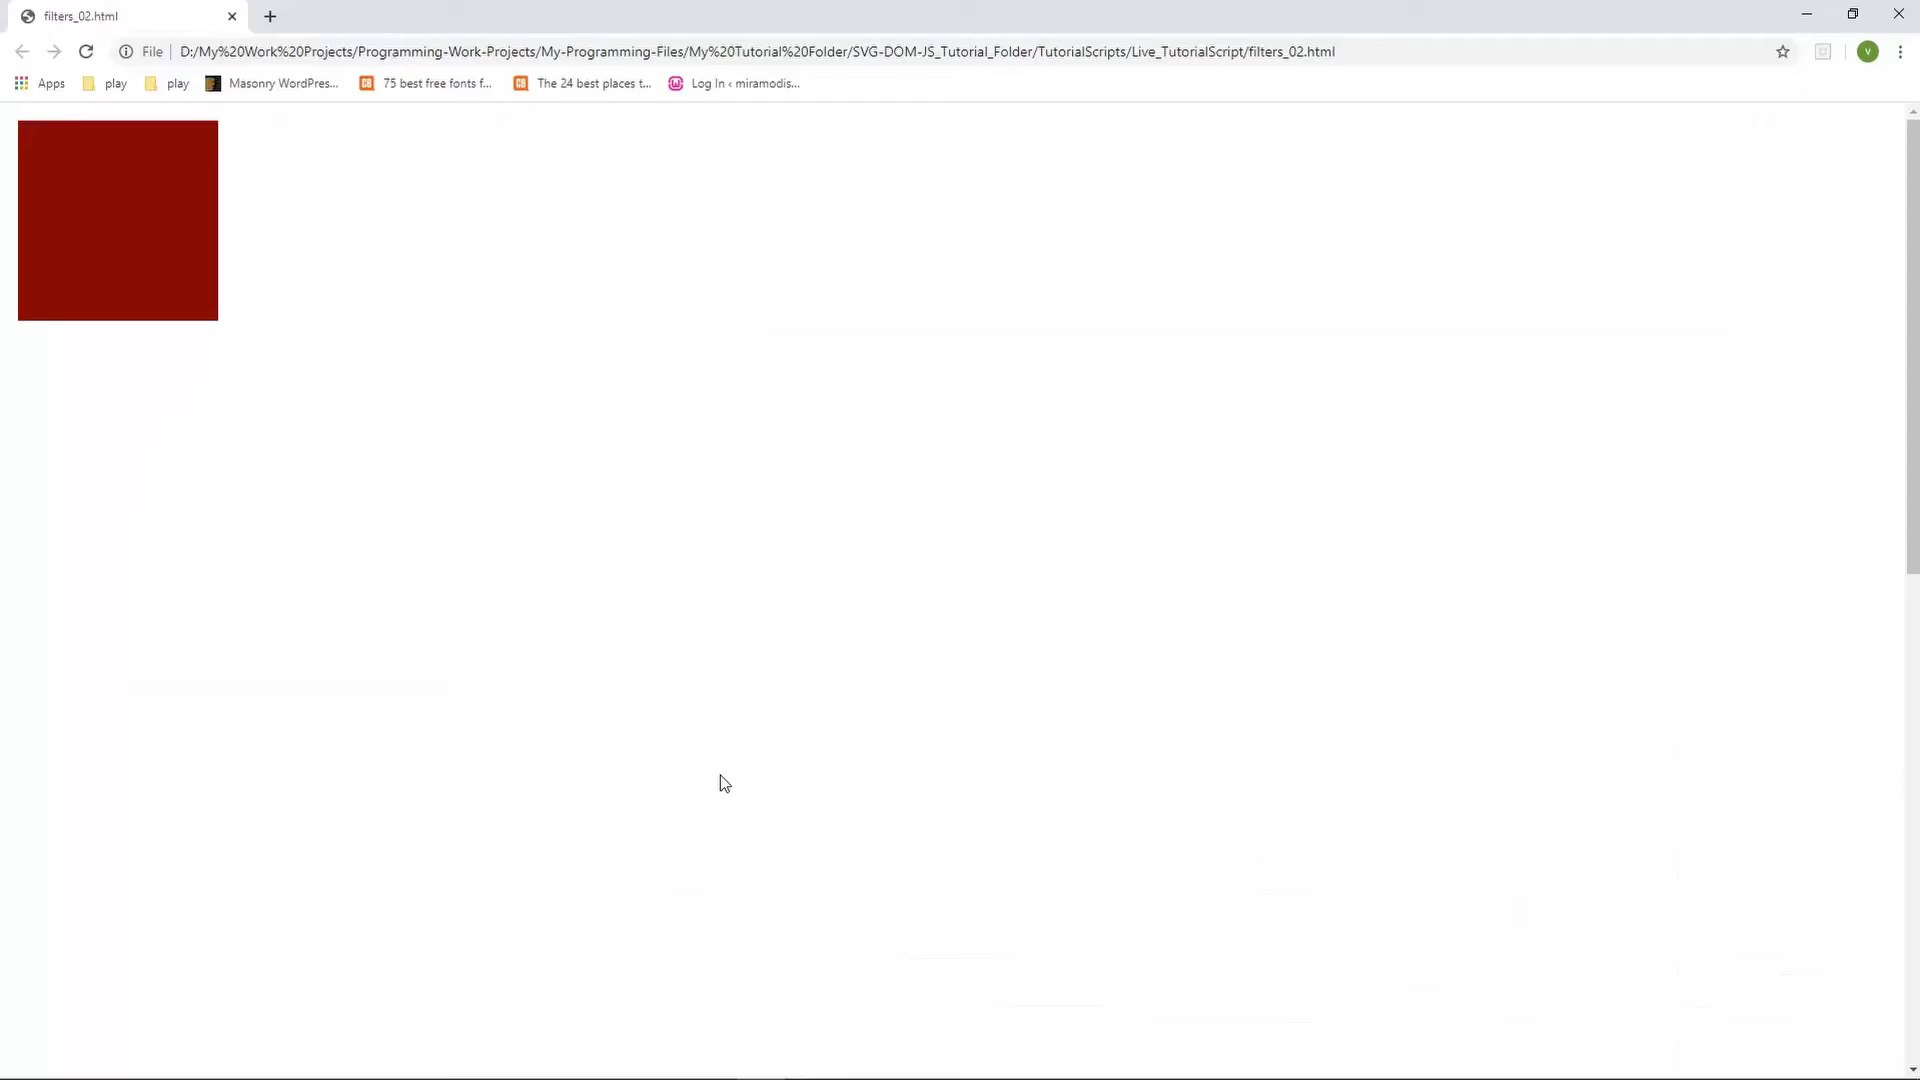 filters_02.html
File D:/My%20Work%20Projects/Programming-Work-Projects/My-Programming-Files/My%20Tutorial%20Folder/SVG-DOM-JS_Tutorial_Folder/TutorialScripts/Live_TutorialScript/filters_02.html
V
Apps play play Masonry WordPres... CB 75 best free fonts f... CB The 24 best places t... Log In ‹ miramodis...